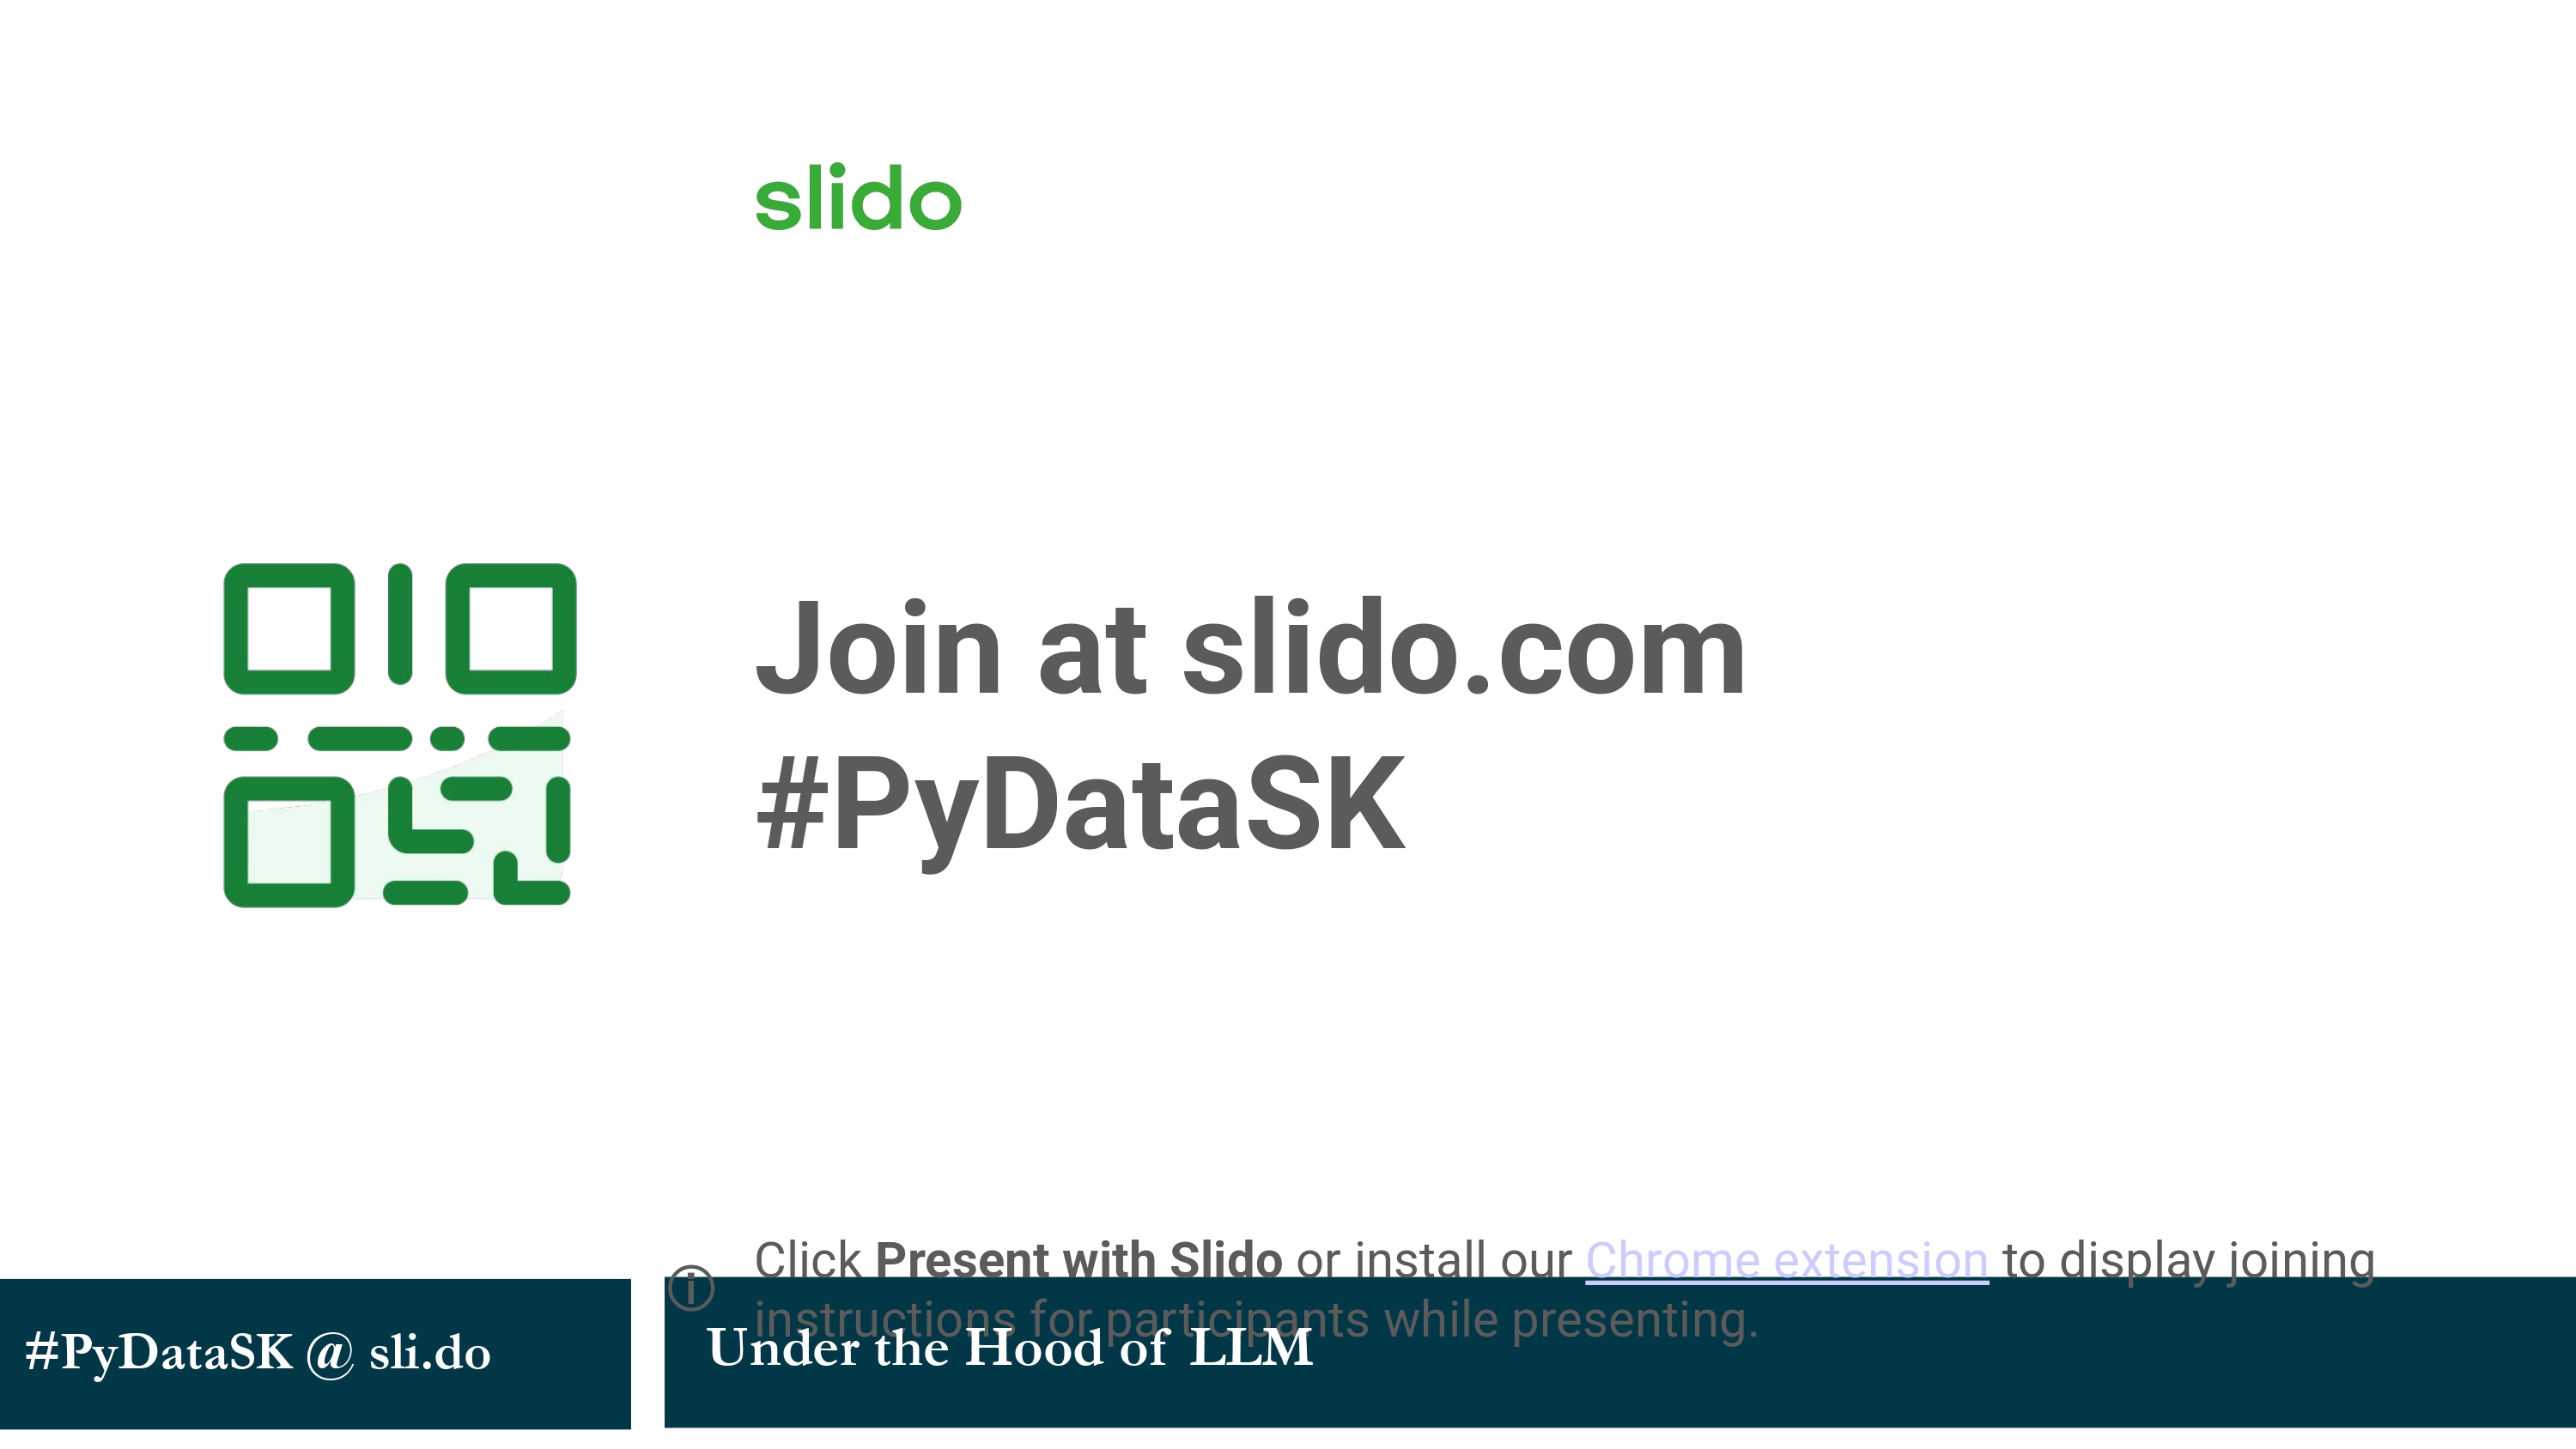 slido
Join at slido.com
#PyDataSK
Click Present with Slido or install our Chrome extension to display joining
instructions for participants while presenting.
#PyDataSK @ sli.do
Under the Hood of LLM